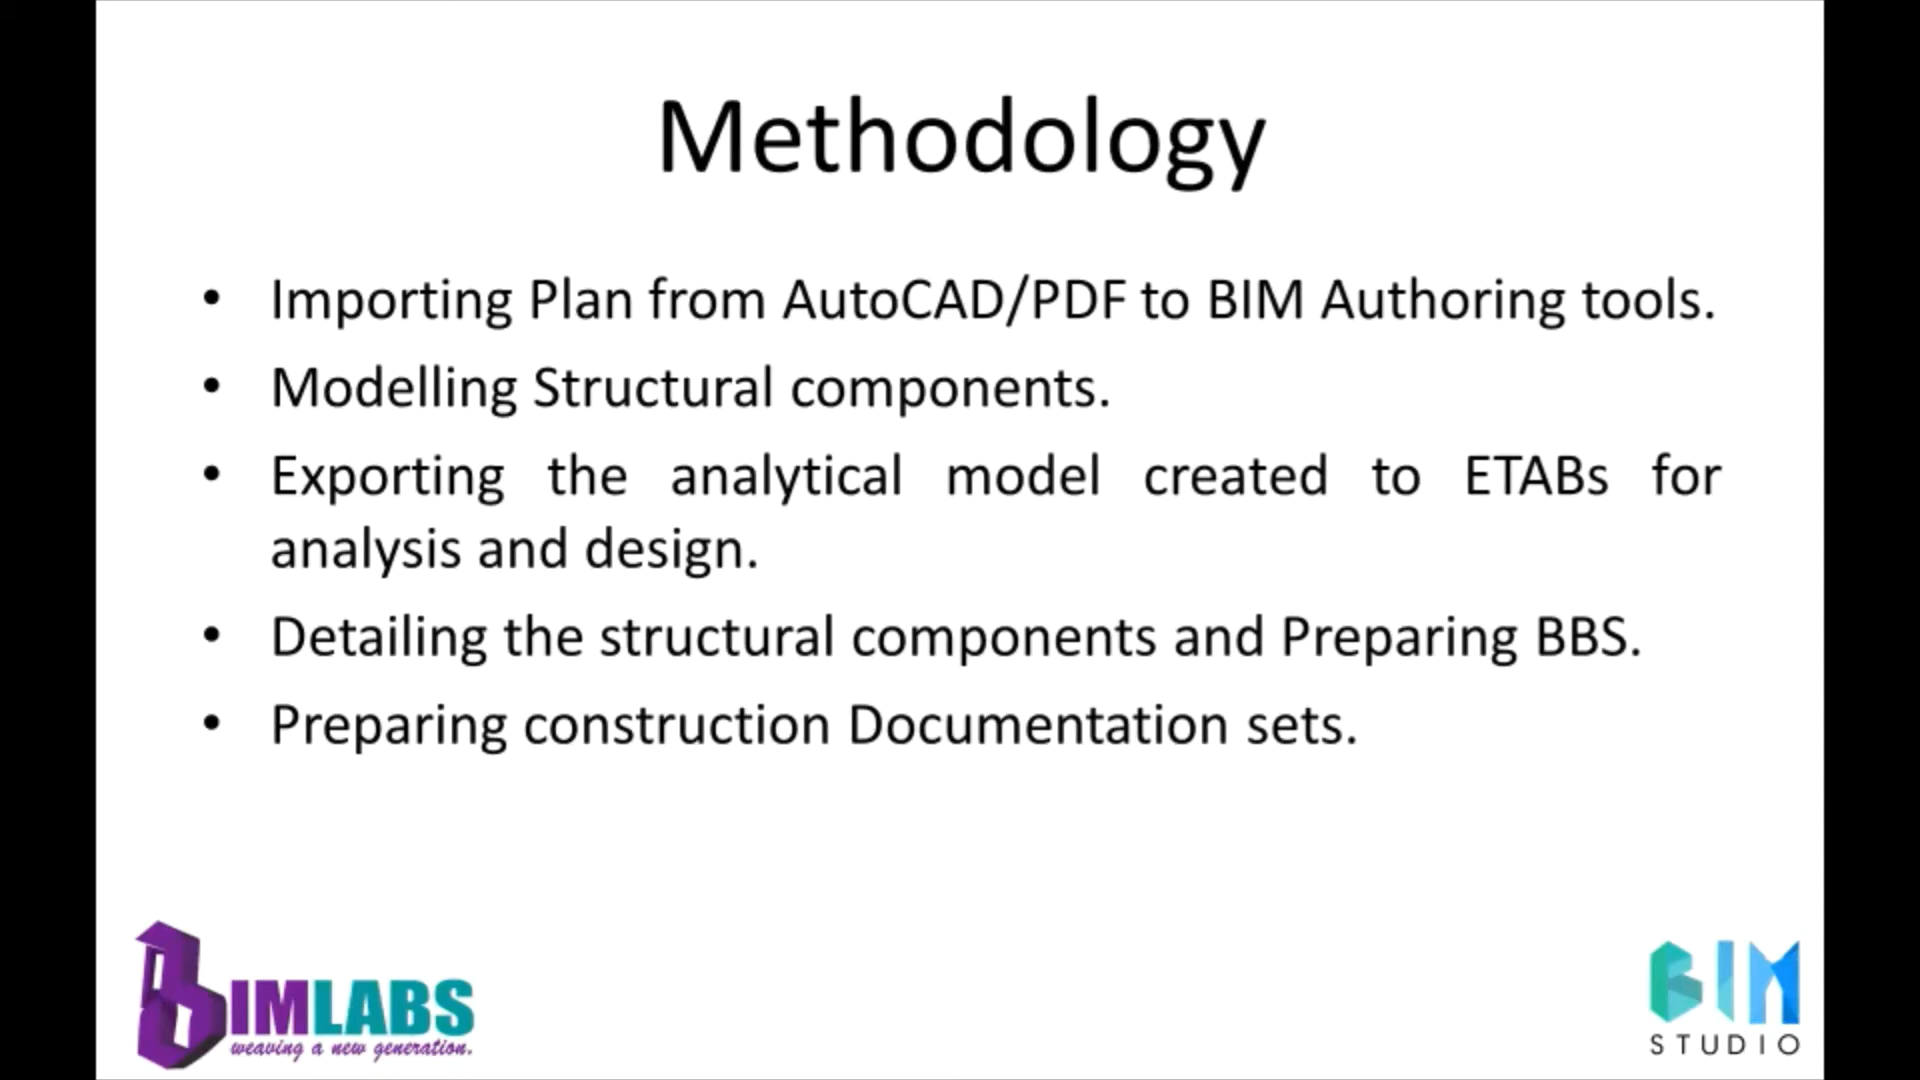 Methodology
• Importing Plan from AutoCAD/PDF to BIM Authoring tools.
• Modelling Structural components.
• Exporting the analytical model created to ETABs for
analysis and design.
• Detailing the structural components and Preparing BBS.
• Preparing construction Documentation sets.
BIMLABS
weaving a new generation.
BIM
STUDIO